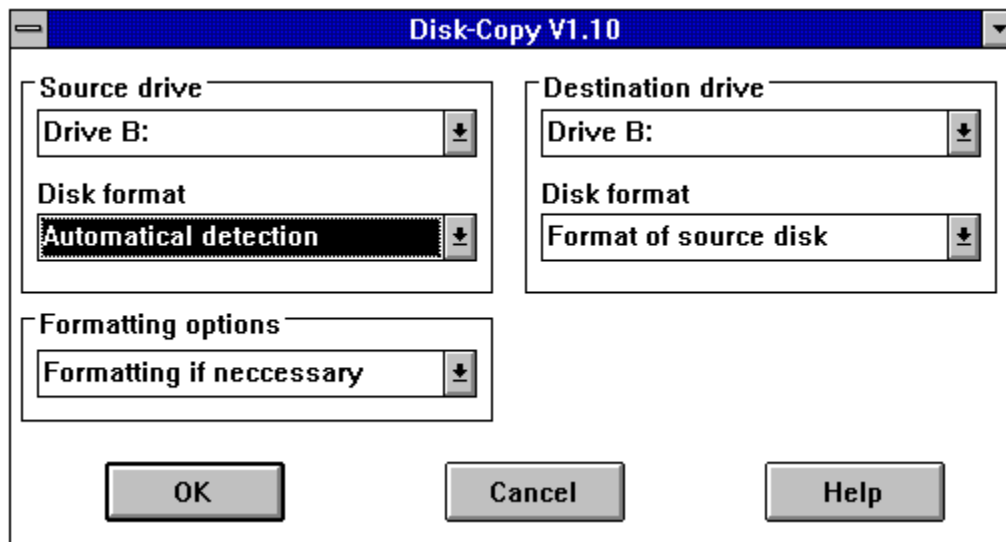 Disk-Copy V1.10
Source drive
Drive B:
Disk format
Automatical detection
Destination drive
Drive B:
Disk format
Format of source disk
Formatting options
Formatting if neccessary
OK
Cancel
Help